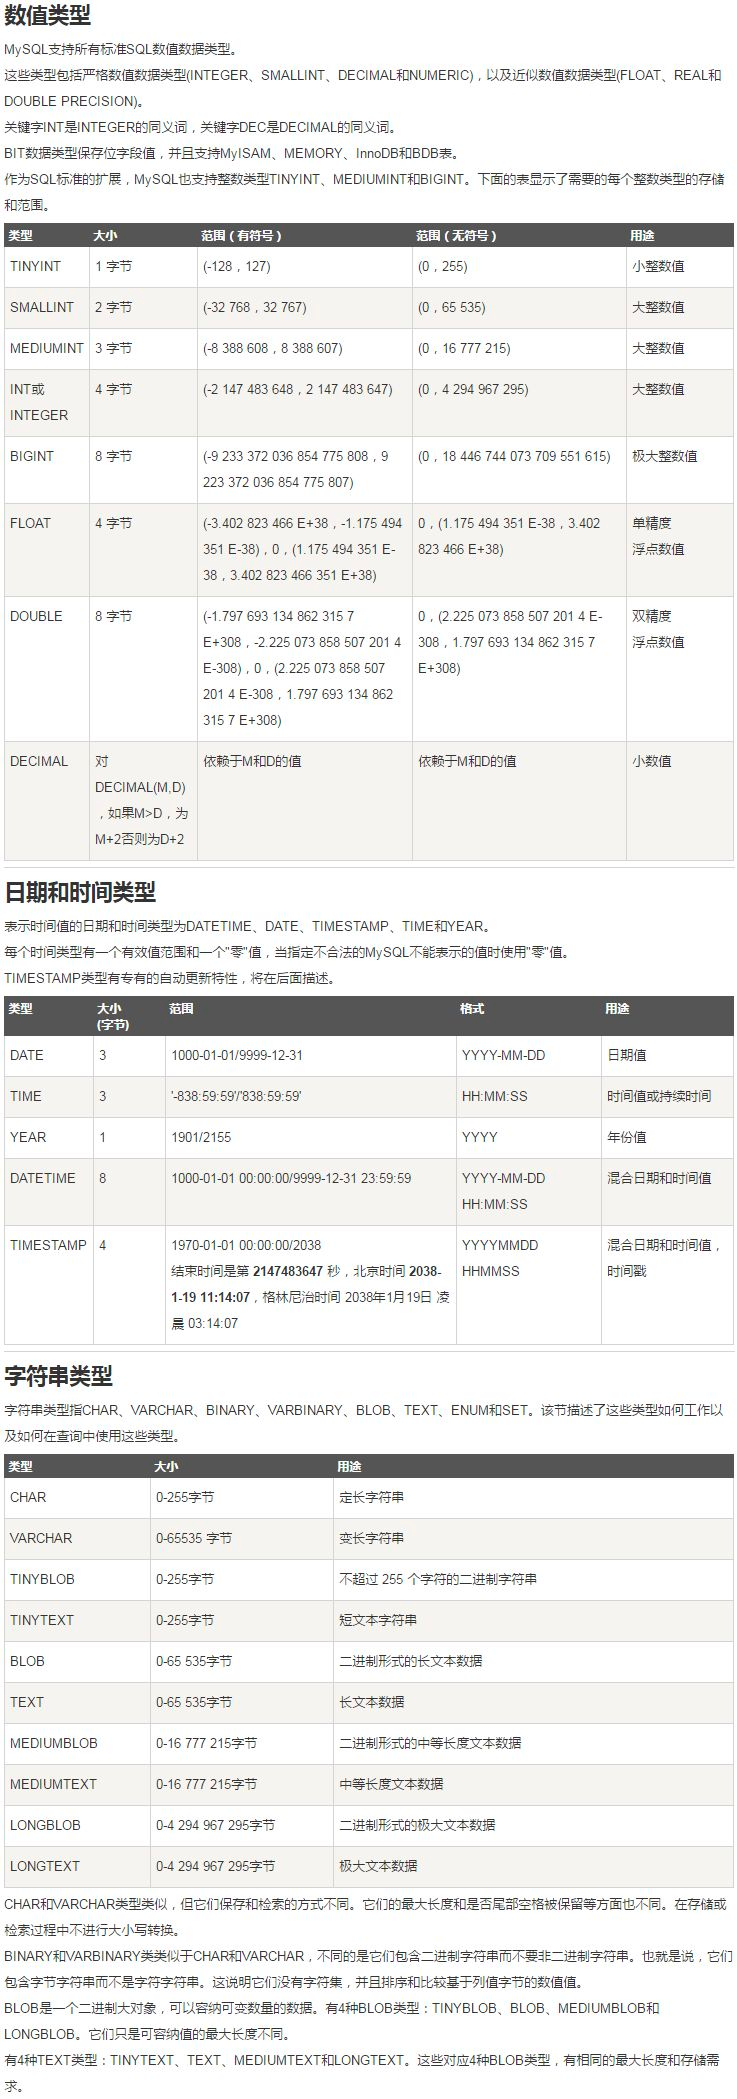 数值类型
MySQL支持所有标准SQL数值数据类型。
这些类型包括严格数值数据类型(INTEGER、SMALLINT、DECIMAL和NUMERIC)，以及近似数值数据类型(FLOAT、REAL和
DOUBLE PRECISION)。
关键字INT是INTEGER的同义词，关键字DEC是DECIMAL的同义词。
BIT数据类型保存位字段值，并且支持MyISAM、MEMORY、InnoDB和BDB表。
作为SQL标准的扩展，MySQL也支持整数类型TINYINT、MEDIUMINT和BIGINT。下面的表显示了需要的每个整数类型的存储
和范围。
类型 大小 范围（有符号） 范围（无符号） 用途
TINYINT 1 字节 (-128，127) (0，255) 小整数值
SMALLINT 2 字节 (-32 768，32 767) (0，65 535) 大整数值
MEDIUMINT 3 字节 (-8 388 608，8 388 607) (0，16 777 215) 大整数值
INT或 4 字节 (-2 147 483 648，2 147 483 647) (0，4 294 967 295) 大整数值
INTEGER
BIGINT 8 字节 (-9 233 372 036 854 775 808，9 (0，18 446 744 073 709 551 615) 极大整数值
223 372 036 854 775 807)
FLOAT 4 字节 (-3.402 823 466 E+38，-1.175 494 0，(1.175 494 351 E-38，3.402 单精度
351 E-38)，0，(1.175 494 351 E- 823 466 E+38) 浮点数值
38，3.402 823 466 351 E+38)
DOUBLE 8 字节 (-1.797 693 134 862 315 7 0，(2.225 073 858 507 201 4 E- 双精度
E+308，-2.225 073 858 507 201 4 308，1.797 693 134 862 315 7 浮点数值
E-308)，0，(2.225 073 858 507 E+308)
201 4 E-308，1.797 693 134 862
315 7 E+308)
DECIMAL 对 依赖于M和D的值 依赖于M和D的值 小数值
DECIMAL(M,D)
，如果M>D，为
M+2否则为D+2
日期和时间类型
表示时间值的日期和时间类型为DATETIME、DATE、TIMESTAMP、TIME和YEAR。
每个时间类型有一个有效值范围和一个"零"值，当指定不合法的MySQL不能表示的值时使用"零"值。
TIMESTAMP类型有专有的自动更新特性，将在后面描述。
类型 大小 范围 格式 用途
(字节)
DATE 3 1000-01-01/9999-12-31 YYYY-MM-DD 日期值
TIME 3 '-838:59:59'/'838:59:59' HH:MM:SS 时间值或持续时间
YEAR 1 1901/2155 YYYY 年份值
DATETIME 8 1000-01-01 00:00:00/9999-12-31 23:59:59 YYYY-MM-DD 混合日期和时间值
HH:MM:SS
TIMESTAMP 4 1970-01-01 00:00:00/2038 YYYYMMDD 混合日期和时间值，
结束时间是第 2147483647 秒，北京时间 2038- HHMMSS 时间戳
1-19 11:14:07，格林尼治时间 2038年1月19日 凌
晨 03:14:07
字符串类型
字符串类型指CHAR、VARCHAR、BINARY、VARBINARY、BLOB、TEXT、ENUM和SET。该节描述了这些类型如何工作以
及如何在查询中使用这些类型。
类型 大小 用途
CHAR 0-255字节 定长字符串
VARCHAR 0-65535 字节 变长字符串
TINYBLOB 0-255字节 不超过 255 个字符的二进制字符串
TINYTEXT 0-255字节 短文本字符串
BLOB 0-65 535字节 二进制形式的长文本数据
TEXT 0-65 535字节 长文本数据
MEDIUMBLOB 0-16 777 215字节 二进制形式的中等长度文本数据
MEDIUMTEXT 0-16 777 215字节 中等长度文本数据
LONGBLOB 0-4 294 967 295字节 二进制形式的极大文本数据
LONGTEXT 0-4 294 967 295字节 极大文本数据
CHAR和VARCHAR类型类似，但它们保存和检索的方式不同。它们的最大长度和是否尾部空格被保留等方面也不同。在存储或
检索过程中不进行大小写转换。
BINARY和VARBINARY类类似于CHAR和VARCHAR，不同的是它们包含二进制字符串而不要非二进制字符串。也就是说，它们
包含字节字符串而不是字符字符串。这说明它们没有字符集，并且排序和比较基于列值字节的数值值。
BLOB是一个二进制大对象，可以容纳可变数量的数据。有4种BLOB类型：TINYBLOB、BLOB、MEDIUMBLOB和
LONGBLOB。它们只是可容纳值的最大长度不同。
有4种TEXT类型：TINYTEXT、TEXT、MEDIUMTEXT和LONGTEXT。这些对应4种BLOB类型，有相同的最大长度和存储需
求。